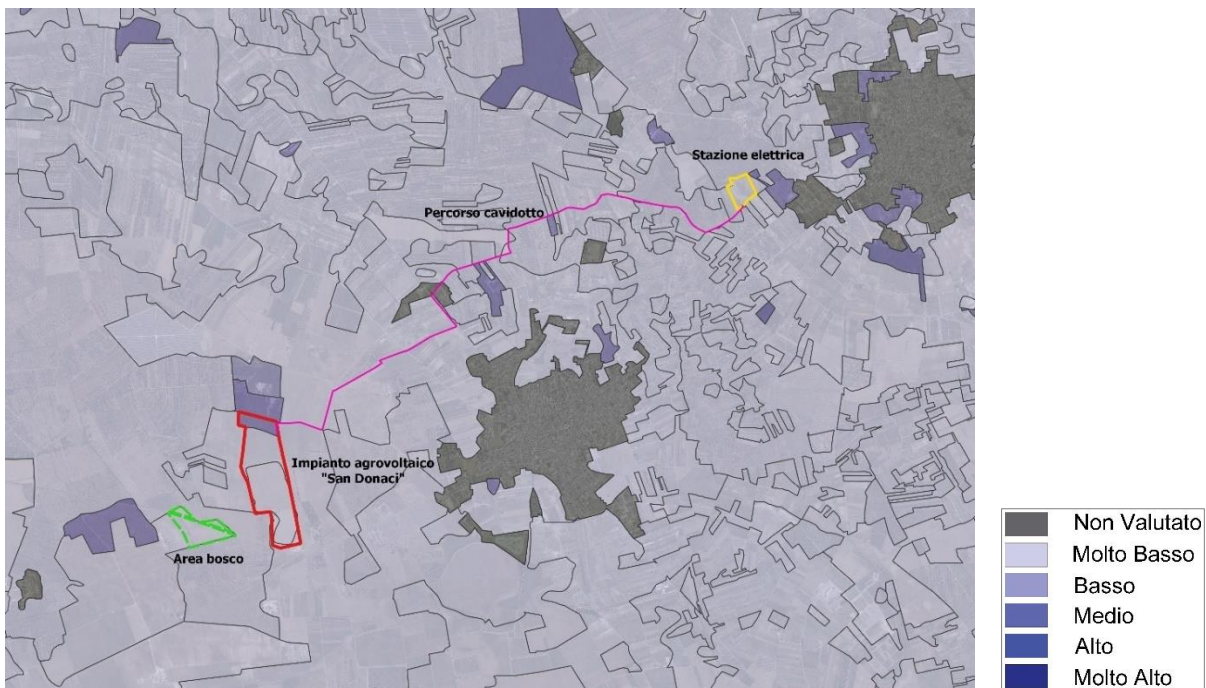 Stazione elettrica
Percorso cavidotto
Impianto agrovoltaico
"San Donaci"
Area bosco
Non Valutato
Molto Basso
Basso
Medio
Alto
Molto Alto